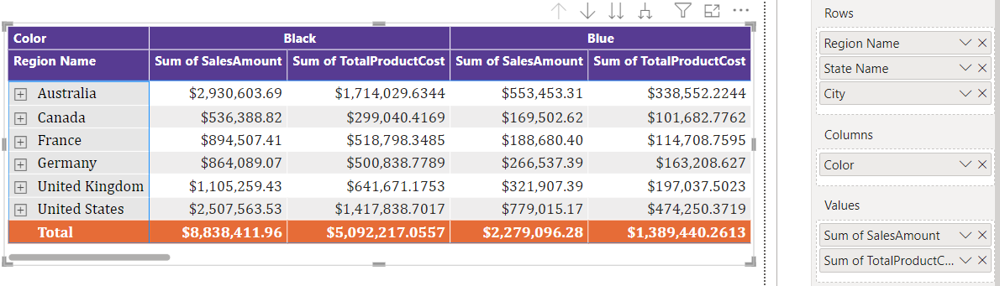 Color Black Blue
Region Name Sum of SalesAmount Sum of TotalProductCost Sum of SalesAmount Sum of TotalProductCost
Australia $2,930,603.69 $1,714,029.6344 $553,453.31 $338,552.2244
Canada $536,388.82 $299,040.4169 $169,502.62 $101,682.7762
France $894,507.41 $518,798.3485 $188,680.40 $114,708.7595
Germany $864,089.07 $500,838.7789 $266,537.39 $163,208.627
United Kingdom $1,105,259.43 $641,671.1753 $321,907.39 $197,037.5023
United States $2,507,563.53 $1,417,838.7017 $779,015.17 $474,250.3719
Total $8,838,411.96 $5,092,217.0557 $2,279,096.28 $1,389,440.2613
Rows
Region Name
State Name
City
Columns
Color
Values
Sum of SalesAmount
Sum of TotalProductC...